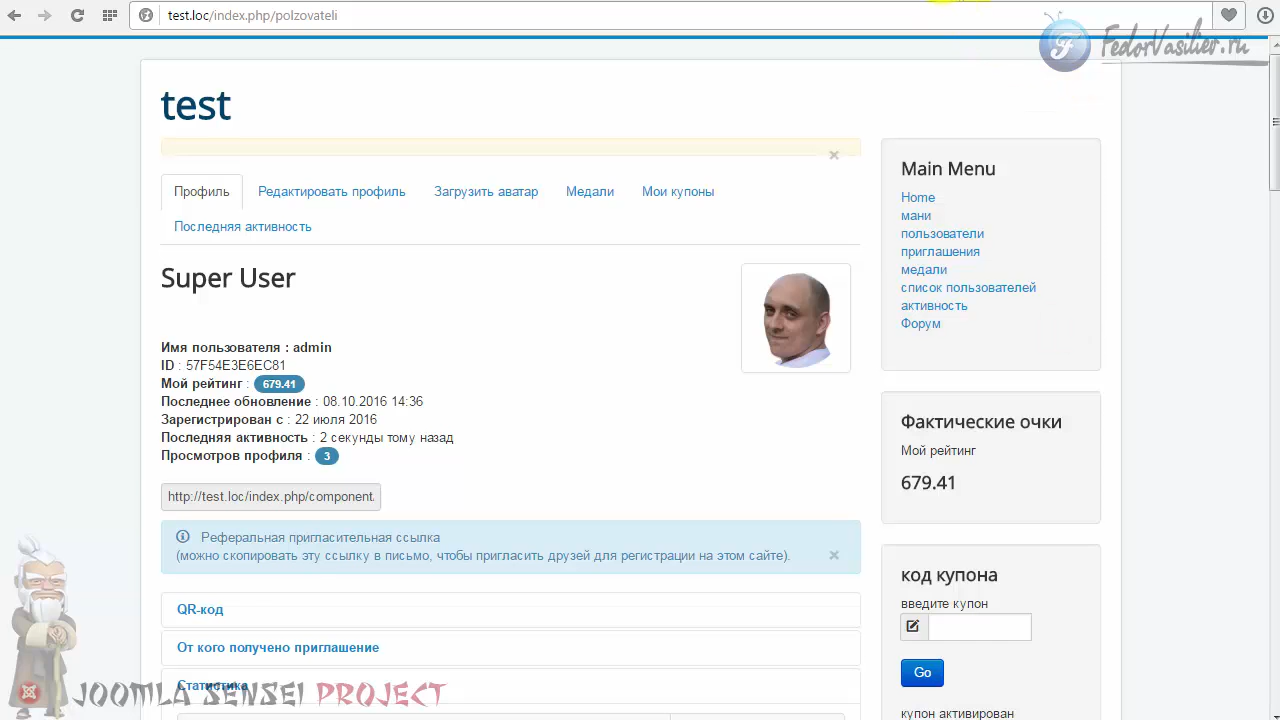 test.loc/index.php/polzovateli
FedorVasiliev.ru
test
×
Профиль
Редактировать профиль
Загрузить аватар
Медали
Мои купоны
Последняя активность
Super User
Имя пользователя : admin
ID : 57F54E3E6EC81
Мой рейтинг : 679.41
Последнее обновление : 08.10.2016 14:36
Зарегистрирован с : 22 июля 2016
Последняя активность : 2 секунды тому назад
Просмотров профиля : 3
http://test.loc/index.php/component.
Реферальная пригласительная ссылка
(можно скопировать эту ссылку в письмо, чтобы пригласить друзей для регистрации на этом сайте).
×
QR-код
От кого получено приглашение
Статистика
JOOMLA SENSEI PROJECT
Main Menu
Home
мани
пользователи
приглашения
медали
список пользователей
активность
Форум
Фактические очки
Мой рейтинг
679.41
код купона
введите купон
Go
купон активирован